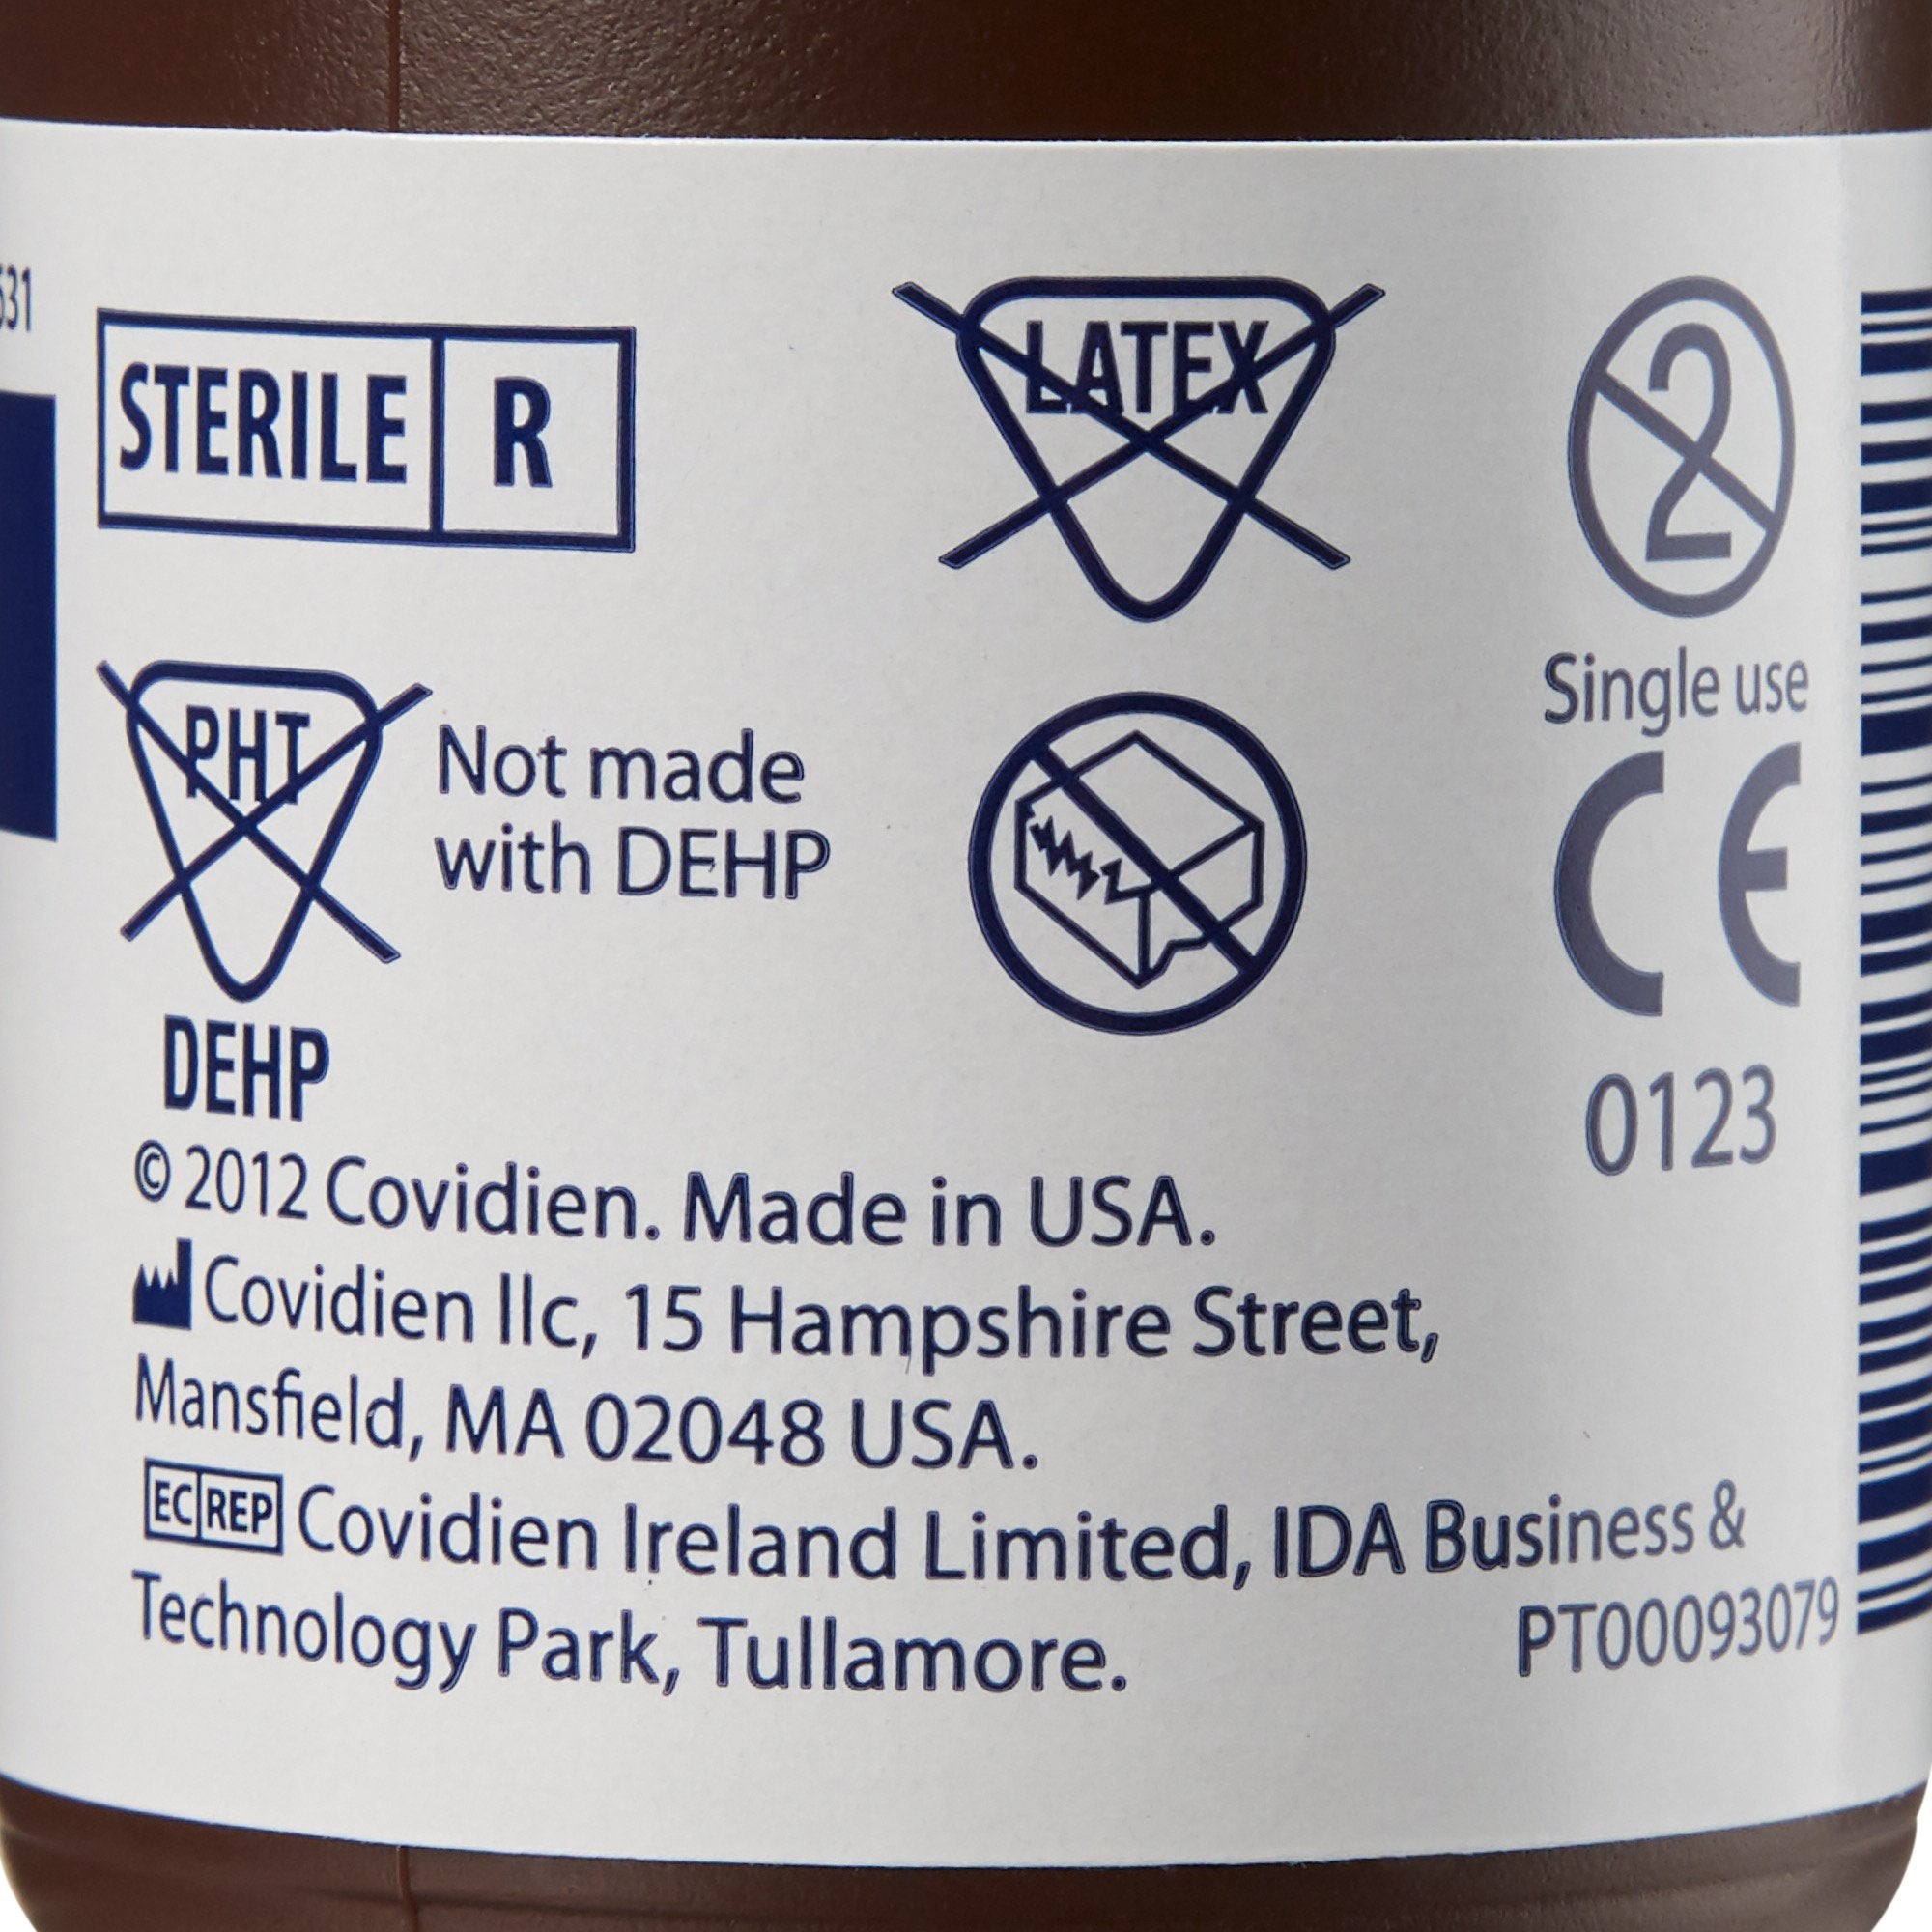 STERILE R
LATEX
2
Single use
PHT
Not made
with DEHP
DEHP
CE
0123
© 2012 Covidien. Made in USA.
Covidien llc, 15 Hampshire Street,
Mansfield, MA 02048 USA.
EC REP Covidien Ireland Limited, IDA Business &
Technology Park, Tullamore.
PT00093079